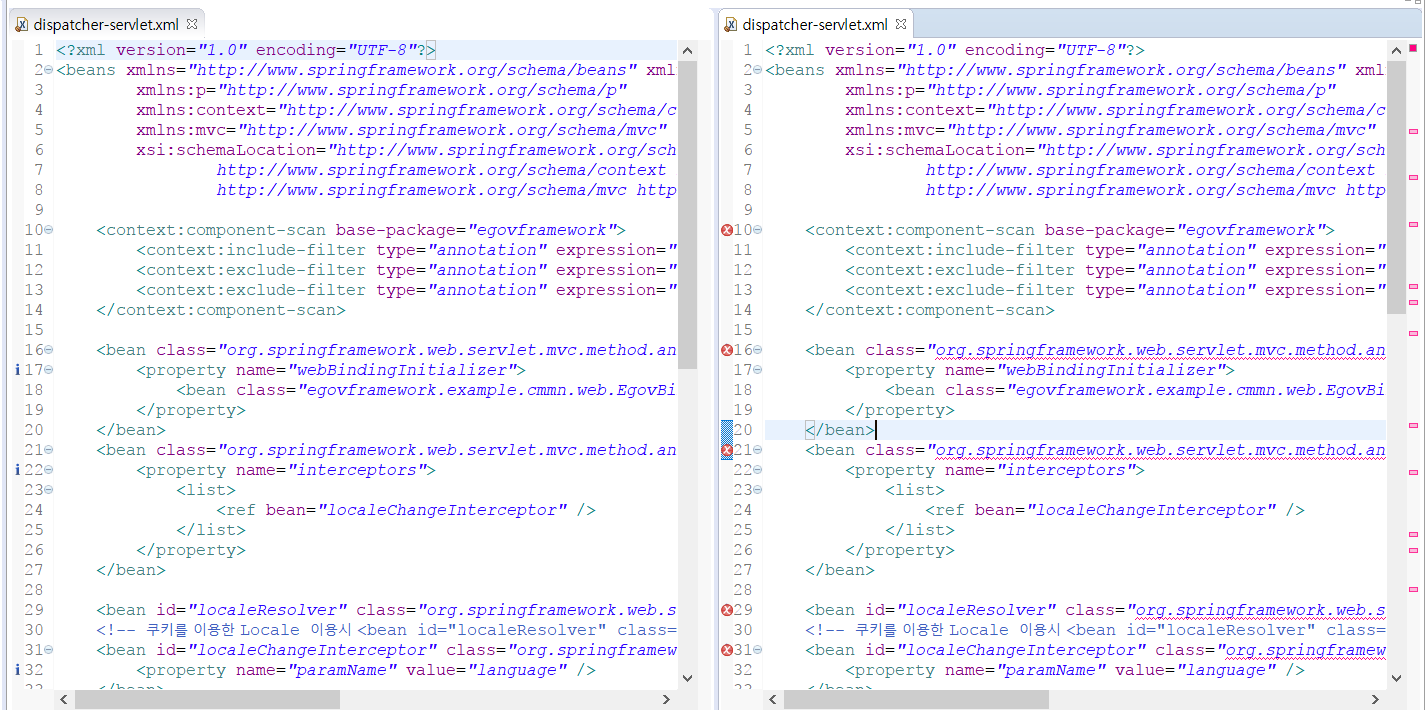 dispatcher-servlet.xml
1 <?xml version="1.0" encoding="UTF-8"?>
2 <beans xmlns="http://www.springframework.org/schema/beans" xml
3 xmlns:p="http://www.springframework.org/schema/p"
4 xmlns:context="http://www.springframework.org/schema/c
5 xmlns:mvc="http://www.springframework.org/schema/mvc"
6 xsi:schemaLocation="http://www.springframework.org/sch
7 http://www.springframework.org/schema/context
8 http://www.springframework.org/schema/mvc http
9
10 <context:component-scan base-package="egovframework">
11 <context:include-filter type="annotation" expression="
12 <context:exclude-filter type="annotation" expression="
13 <context:exclude-filter type="annotation" expression="
14 </context:component-scan>
15
16 <bean class="org.springframework.web.servlet.mvc.method.an
17 <property name="webBindingInitializer">
18 <bean class="egovframework.example.cmmn.web.EgovBi
19 </property>
20 </bean>
21 <bean class="org.springframework.web.servlet.mvc.method.an
22 <property name="interceptors">
23 <list>
24 <ref bean="localeChangeInterceptor" />
25 </list>
26 </property>
27 </bean>
28
29 <bean id="localeResolver" class="org.springframework.web.s
30 <!-- 쿠키를 이용한 Locale 이용시 <bean id="localeResolver" class=
31 <bean id="localeChangeInterceptor" class="org.springframew
32 <property name="paramName" value="language" />
33 </bean>
dispatcher-servlet.xml
1 <?xml version="1.0" encoding="UTF-8"?>
2 <beans xmlns="http://www.springframework.org/schema/beans" xml
3 xmlns:p="http://www.springframework.org/schema/p"
4 xmlns:context="http://www.springframework.org/schema/c
5 xmlns:mvc="http://www.springframework.org/schema/mvc"
6 xsi:schemaLocation="http://www.springframework.org/sch
7 http://www.springframework.org/schema/context
8 http://www.springframework.org/schema/mvc http
9
10 <context:component-scan base-package="egovframework">
11 <context:include-filter type="annotation" expression="
12 <context:exclude-filter type="annotation" expression="
13 <context:exclude-filter type="annotation" expression="
14 </context:component-scan>
15
16 <bean class="org.springframework.web.servlet.mvc.method.an
17 <property name="webBindingInitializer">
18 <bean class="egovframework.example.cmmn.web.EgovBi
19 </property>
20 </bean>
21 <bean class="org.springframework.web.servlet.mvc.method.an
22 <property name="interceptors">
23 <list>
24 <ref bean="localeChangeInterceptor" />
25 </list>
26 </property>
27 </bean>
28
29 <bean id="localeResolver" class="org.springframework.web.s
30 <!-- 쿠키를 이용한 Locale 이용시 <bean id="localeResolver" class=
31 <bean id="localeChangeInterceptor" class="org.springframew
32 <property name="paramName" value="language" />
33 </bean>